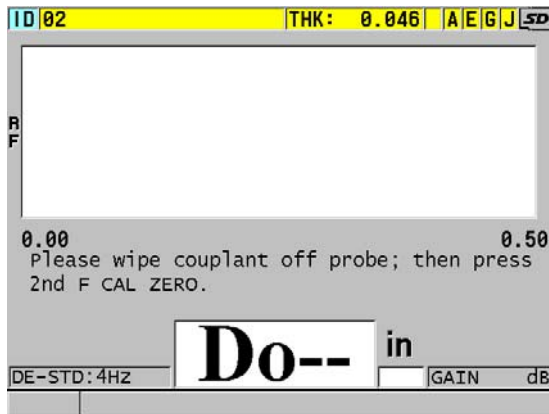 ID 02 THK: 0.046 A E G J SD
RF
0.00 0.50
Please wipe couplant off probe; then press
2nd F CAL ZERO.
Do-- in
DE-STD:4Hz GAIN dB